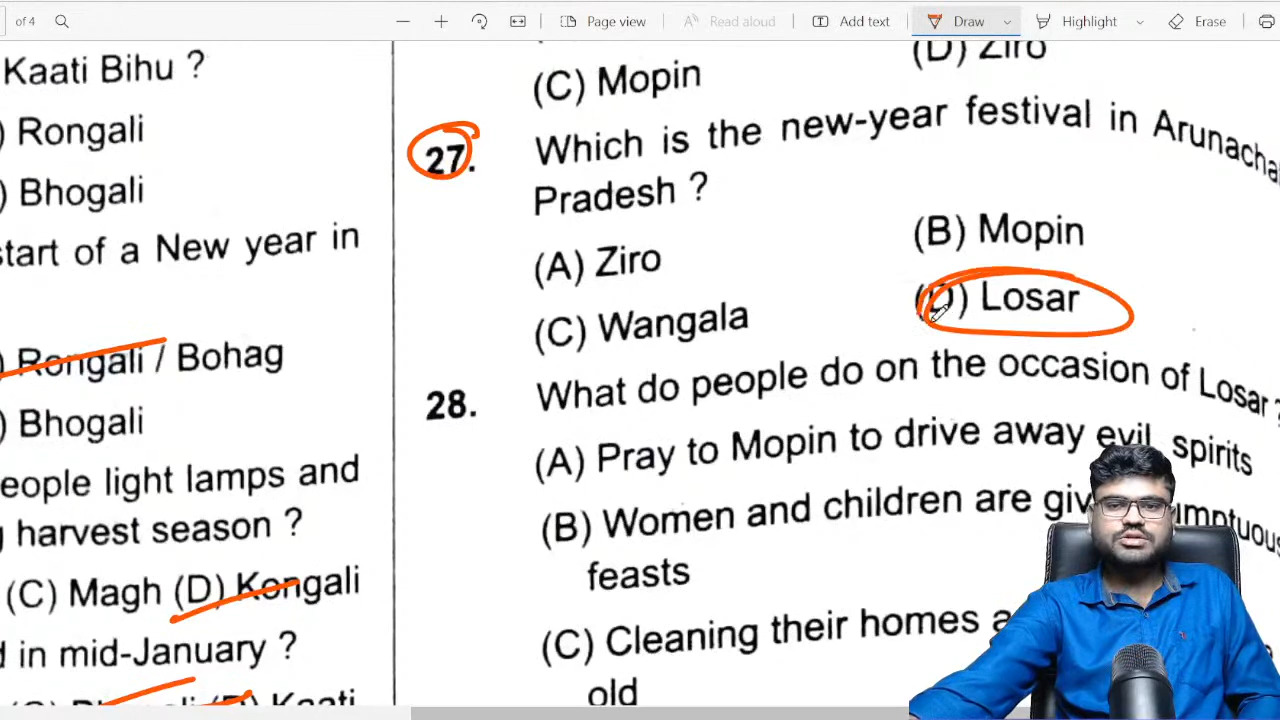 of 4
Page view
Read aloud
Add text
Draw
Highlight
Erase
Kaati Bihu ?
) Rongali
) Bhogali
start of a New year in
) Rongali / Bohag
) Bhogali
people light lamps and
harvest season ?
(C) Magh (D) Kongali
d in mid-January ?
Kaati
(C) Mopin
(D) Ziro
27. Which is the new-year festival in Arunachal
Pradesh ?
(A) Ziro
(B) Mopin
(C) Wangala
(D) Losar
28. What do people do on the occasion of Losar ?
(A) Pray to Mopin to drive away evil spirits
(B) Women and children are giv umptuous
feasts
(C) Cleaning their homes a
old